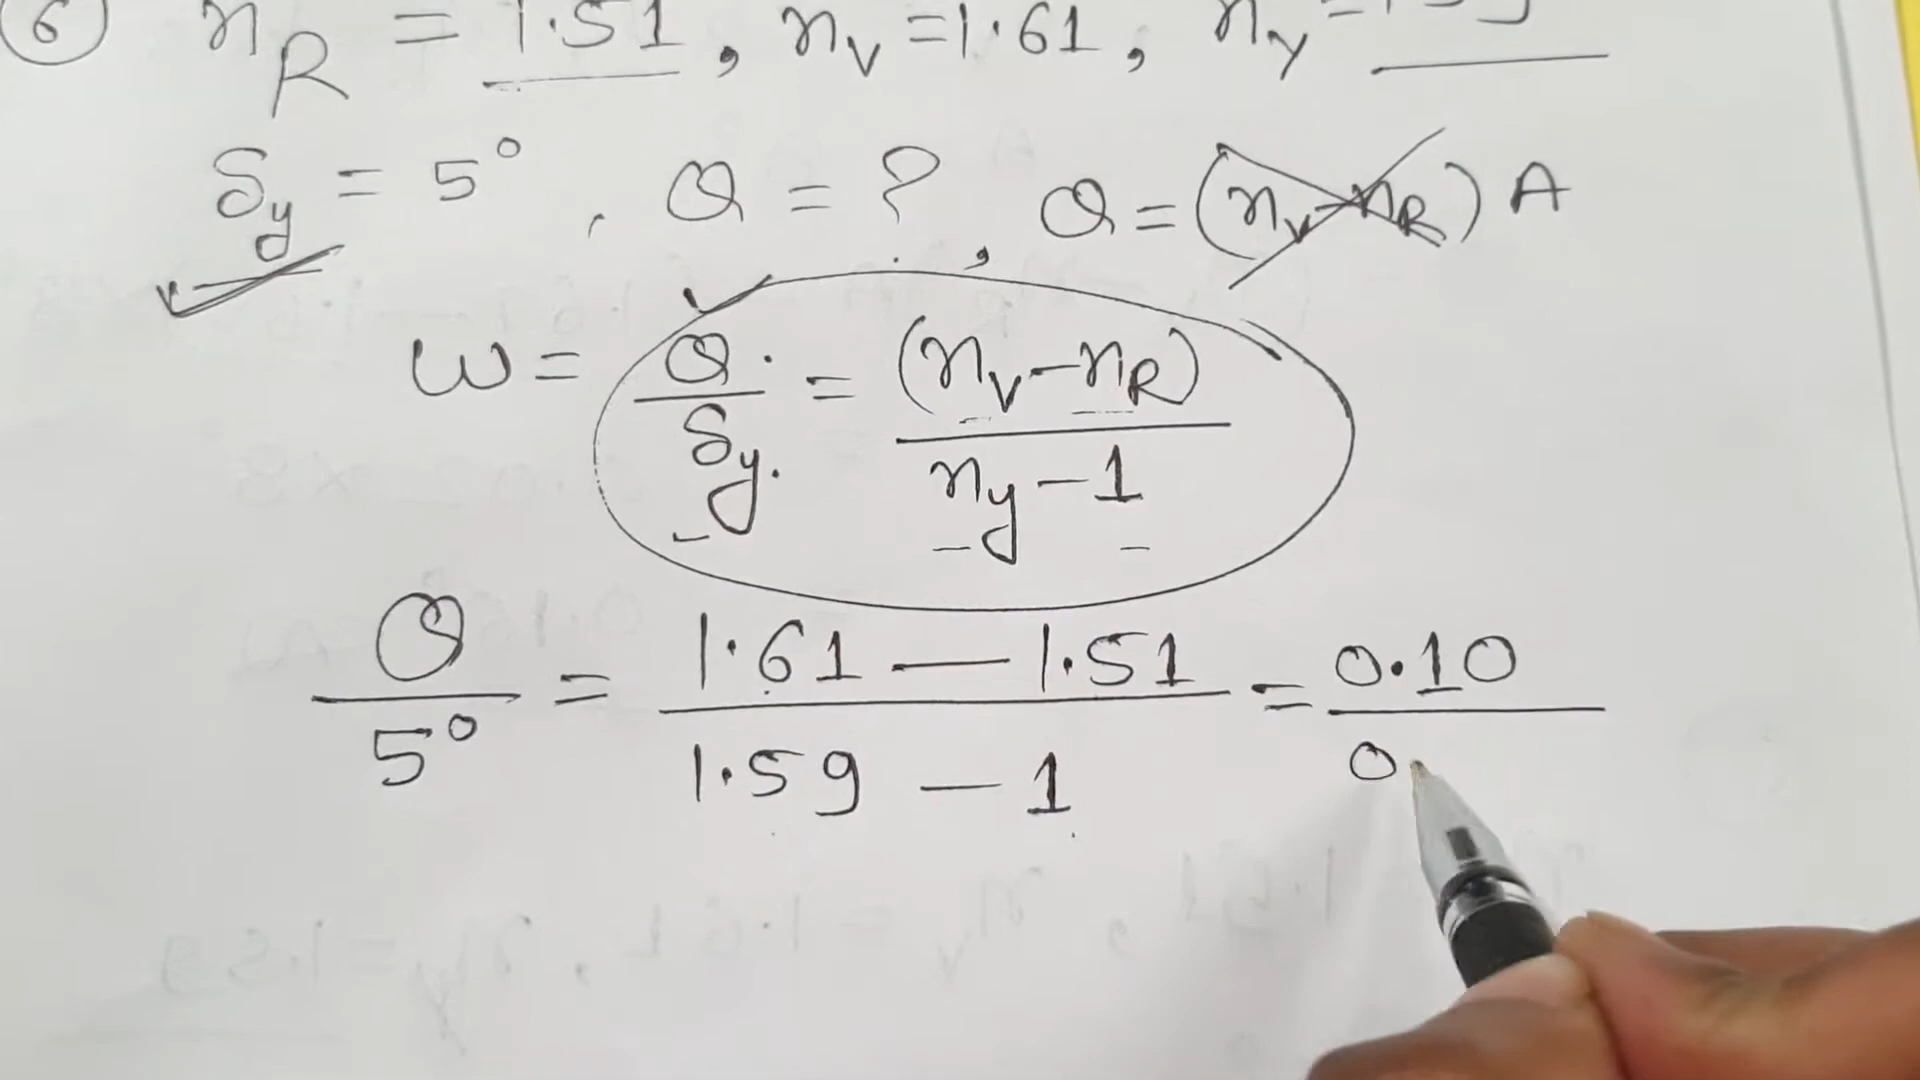 6 n_R = 1.51, n_V = 1.61, n_y =
δ_y = 5°, θ = ?, θ = (n_V - n_R) A
ω = θ/δ_y = (n_V - n_R)/(n_y - 1)
θ/5° = (1.61 - 1.51)/(1.59 - 1) = 0.10/0.